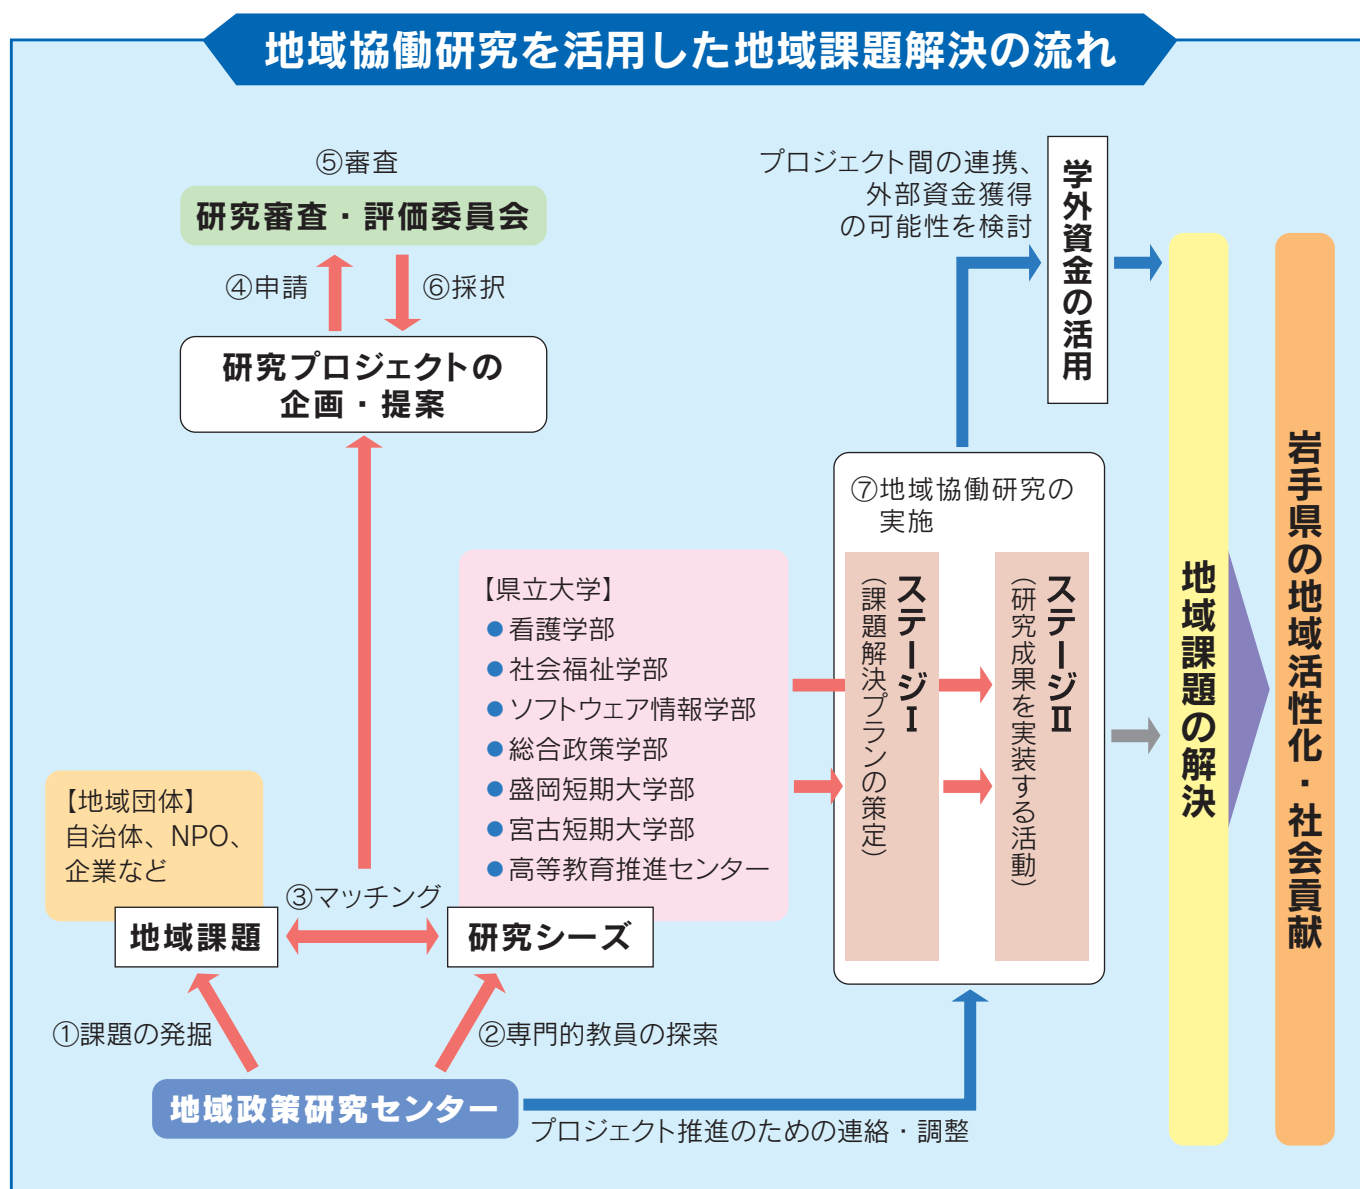 地域協働研究を活用した地域課題解決の流れ
⑤審査
研究審査・評価委員会
④申請
⑥採択
研究プロジェクトの
企画・提案
プロジェクト間の連携、
外部資金獲得
の可能性を検討
学外資金の活用
⑦地域協働研究の
実施
ステージⅠ
（課題解決プランの策定）
ステージⅡ
（研究成果を実装する活動）
地域課題の解決
岩手県の地域活性化・社会貢献
【県立大学】
●看護学部
●社会福祉学部
●ソフトウェア情報学部
●総合政策学部
●盛岡短期大学部
●宮古短期大学部
●高等教育推進センター
【地域団体】
自治体、NPO、
企業など
③マッチング
地域課題
研究シーズ
①課題の発掘
②専門的教員の探索
地域政策研究センター
プロジェクト推進のための連絡・調整